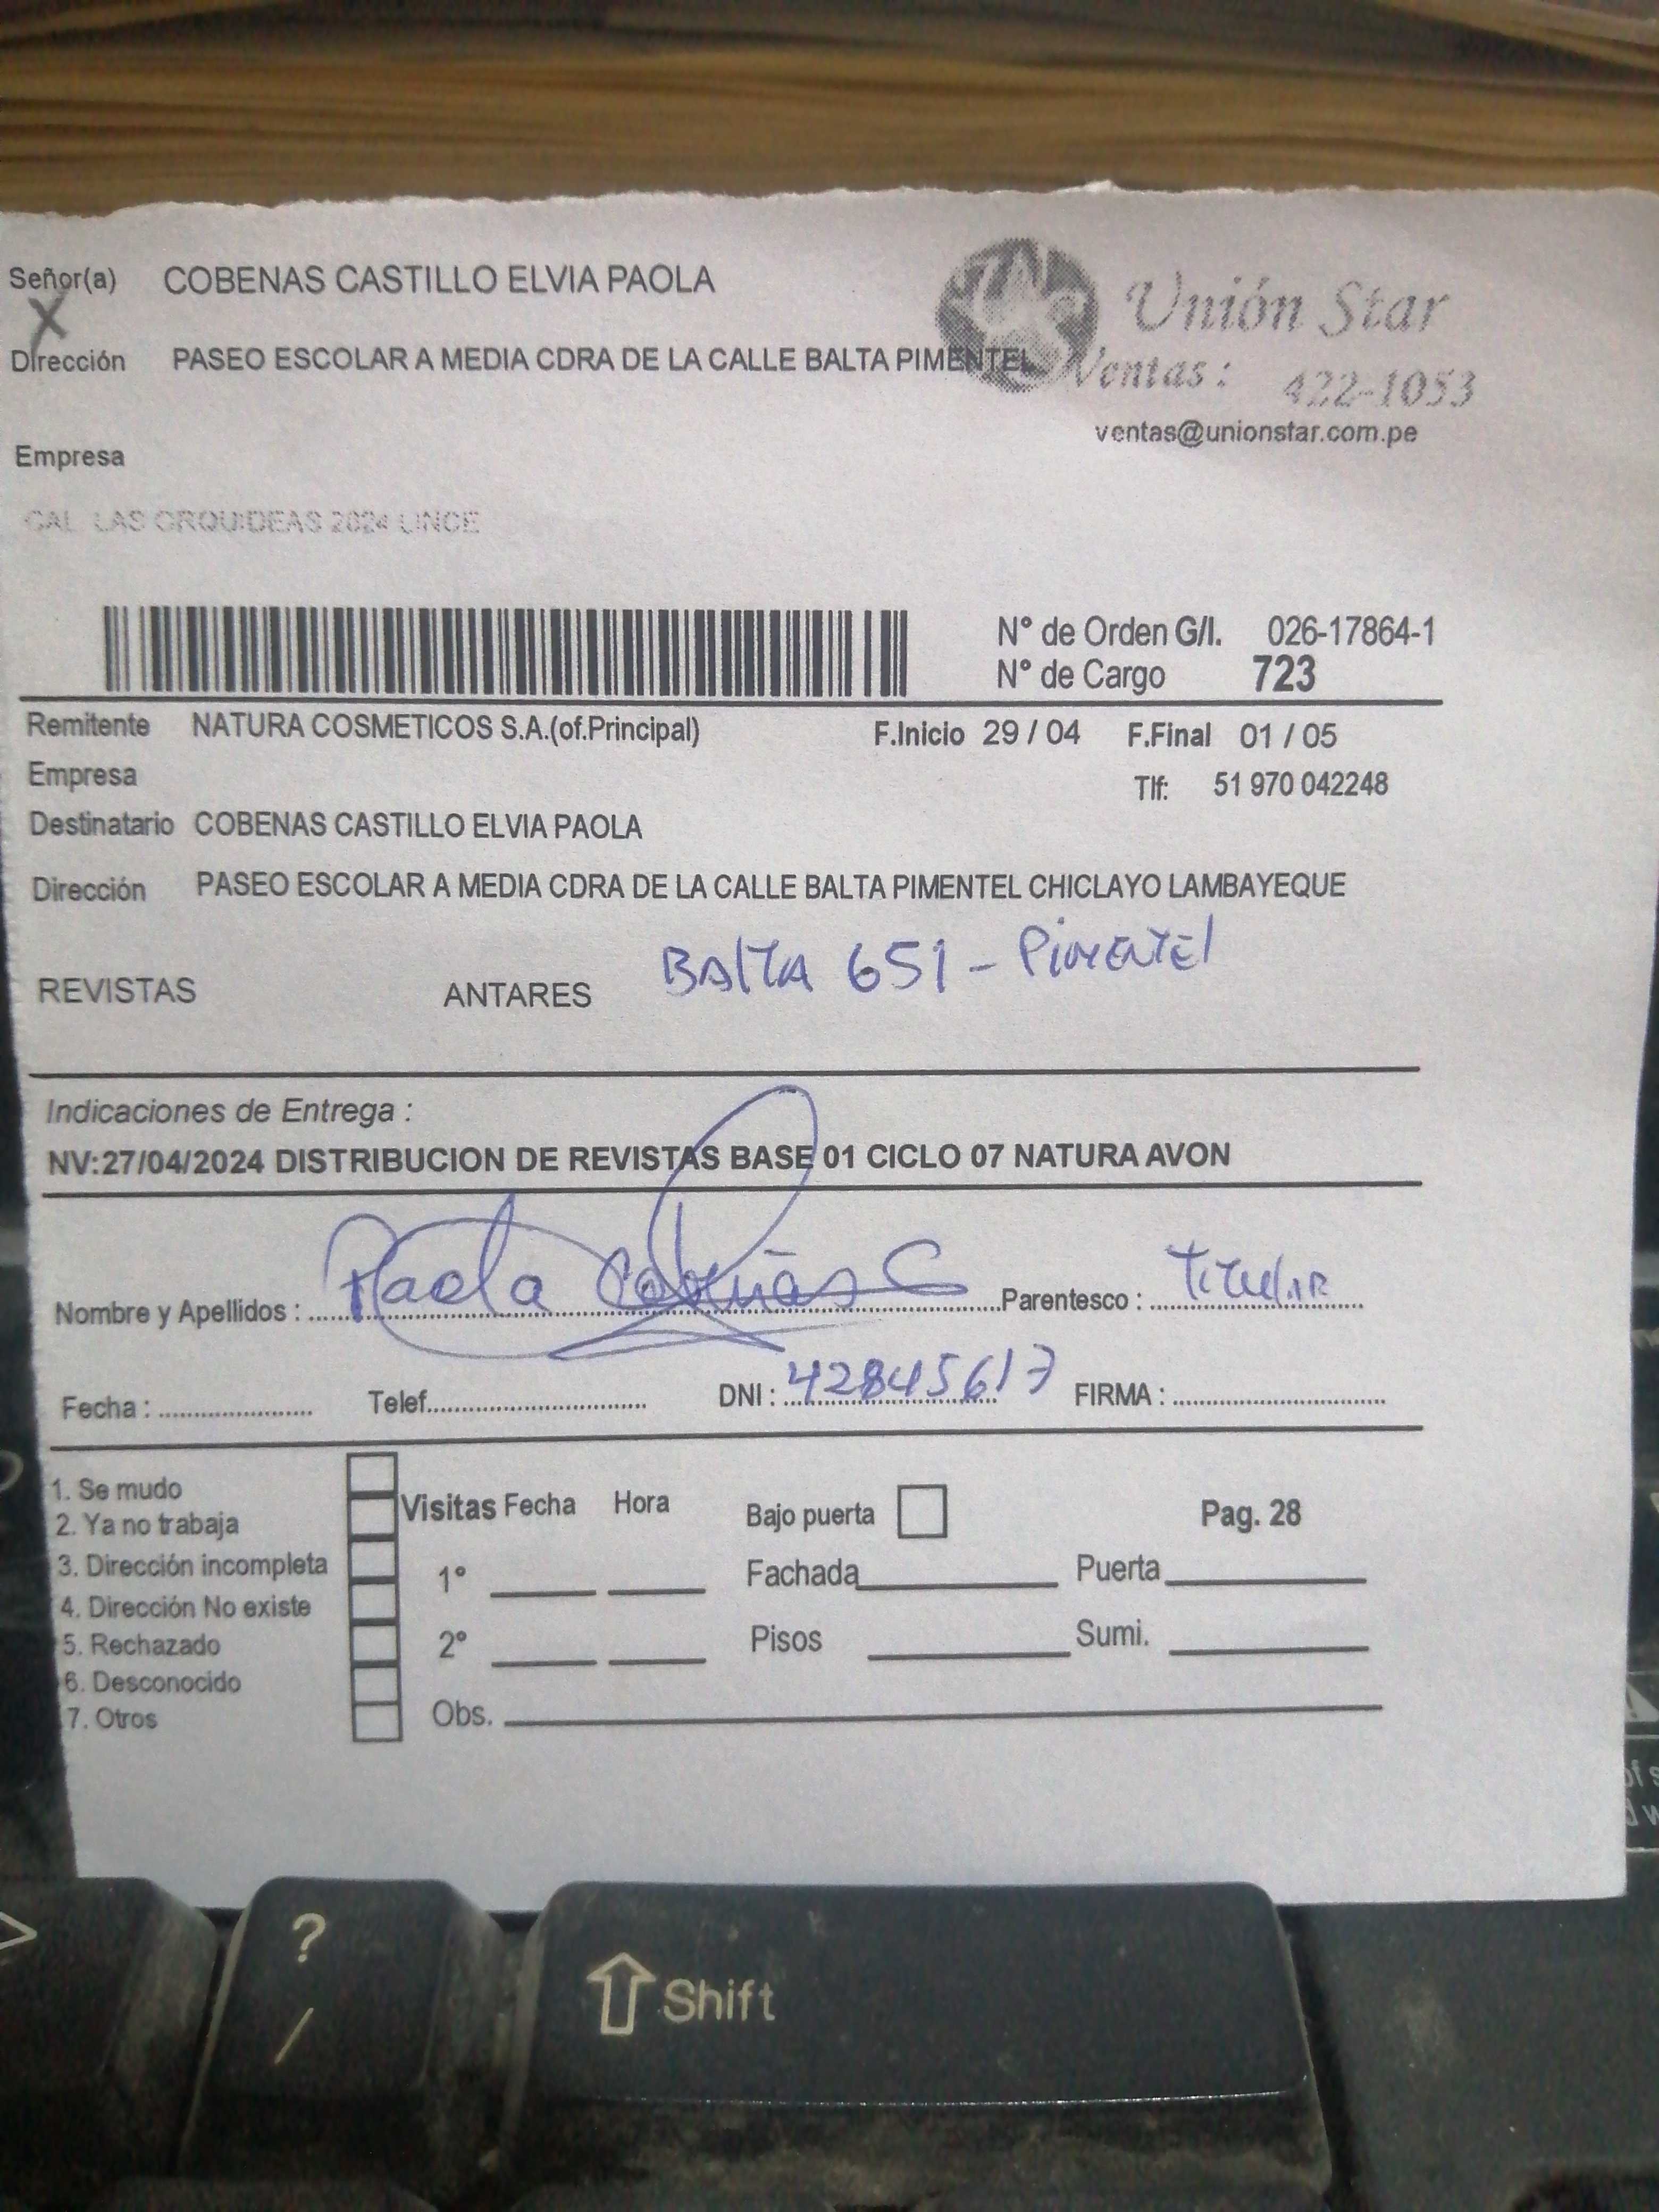 Señor(a) COBENAS CASTILLO ELVIA PAOLA
X
Unión Star
Dirección PASEO ESCOLAR A MEDIA CDRA DE LA CALLE BALTA PIMENTEL
Ventas: 422-1053
ventas@unionstar.com.pe
Empresa
CAL LAS ORQUIDEAS 2024 LINCE
N° de Orden G/I. 026-17864-1
N° de Cargo 723
Remitente NATURA COSMETICOS S.A.(of.Principal) F.Inicio 29 / 04 F.Final 01 / 05
Empresa Tlf: 51 970 042248
Destinatario COBENAS CASTILLO ELVIA PAOLA
Dirección PASEO ESCOLAR A MEDIA CDRA DE LA CALLE BALTA PIMENTEL CHICLAYO LAMBAYEQUE
BAlTA 651 - PiMENTEl
REVISTAS ANTARES
Indicaciones de Entrega :
NV:27/04/2024 DISTRIBUCION DE REVISTAS BASE 01 CICLO 07 NATURA AVON
Nombre y Apellidos : Paola Cobeñas C Parentesco : Titular
Fecha : Telef. DNI : 42845617 FIRMA :
1. Se mudo
2. Ya no trabaja
3. Dirección incompleta
4. Dirección No existe
5. Rechazado
6. Desconocido
7. Otros
Visitas Fecha Hora Bajo puerta Pag. 28
1° Fachada Puerta
2° Pisos Sumi.
Obs.
?
/
Shift